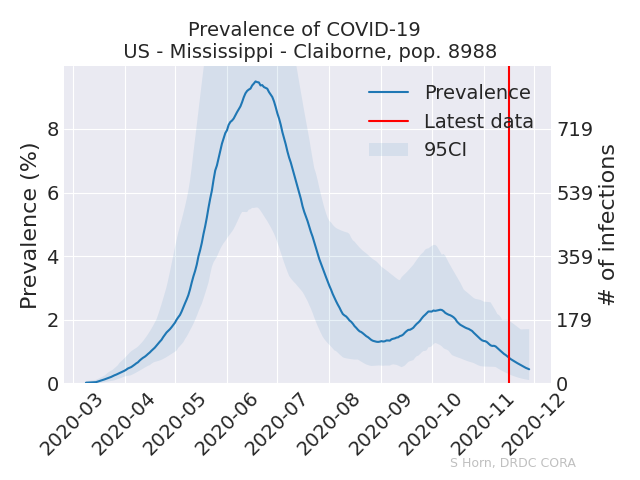 Prevalence of COVID-19
US - Mississippi - Claiborne, pop. 8988
Prevalence
Latest data
95CI
Prevalence (%)
8
6
4
2
0
719
539
359
179
0
# of infections
2020-03
2020-04
2020-05
2020-06
2020-07
2020-08
2020-09
2020-10
2020-11
2020-12
S Horn, DRDC CORA